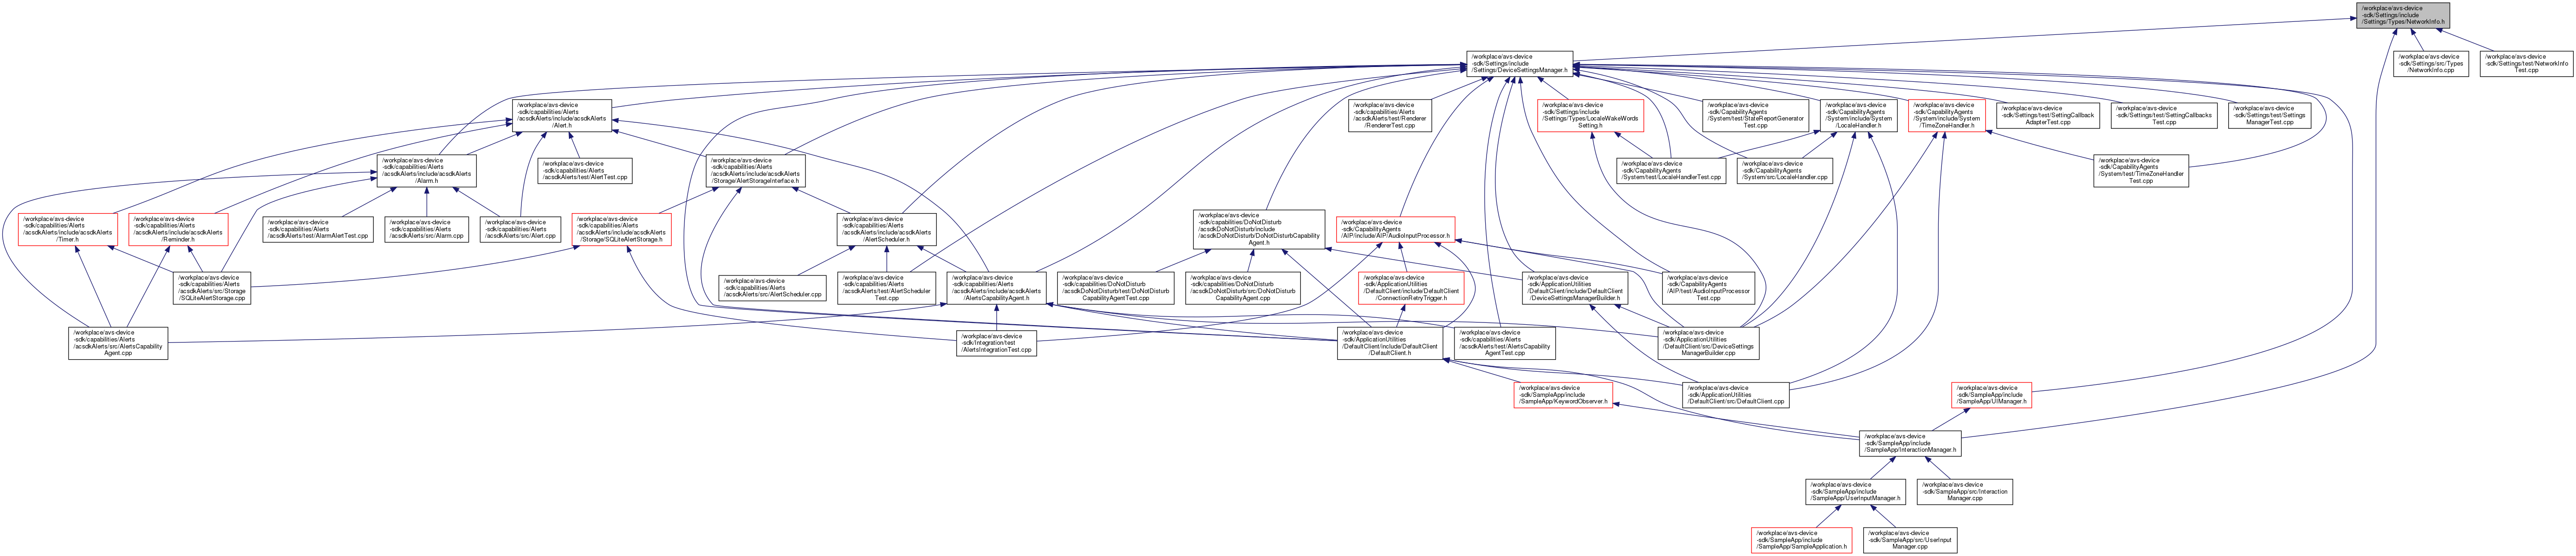 /workplace/avs-device
-sdk/Settings/include
/Settings/Types/NetworkInfo.h
/workplace/avs-device
-sdk/Settings/include
/Settings/DeviceSettingsManager.h
/workplace/avs-device
-sdk/Settings/src/Types
/NetworkInfo.cpp
/workplace/avs-device
-sdk/Settings/test/NetworkInfo
Test.cpp
/workplace/avs-device
-sdk/capabilities/Alerts
/acsdkAlerts/include/acsdkAlerts
/Alert.h
/workplace/avs-device
-sdk/capabilities/Alerts
/acsdkAlerts/test/Renderer
/RendererTest.cpp
/workplace/avs-device
-sdk/Settings/include
/Settings/Types/LocaleWakeWords
Setting.h
/workplace/avs-device
-sdk/CapabilityAgents
/System/test/StateReportGenerator
Test.cpp
/workplace/avs-device
-sdk/CapabilityAgents
/System/include/System
/LocaleHandler.h
/workplace/avs-device
-sdk/CapabilityAgents
/System/include/System
/TimeZoneHandler.h
/workplace/avs-device
-sdk/Settings/test/SettingCallback
AdapterTest.cpp
/workplace/avs-device
-sdk/Settings/test/SettingCallbacks
Test.cpp
/workplace/avs-device
-sdk/Settings/test/Settings
ManagerTest.cpp
/workplace/avs-device
-sdk/capabilities/Alerts
/acsdkAlerts/include/acsdkAlerts
/Alarm.h
/workplace/avs-device
-sdk/capabilities/Alerts
/acsdkAlerts/test/AlertTest.cpp
/workplace/avs-device
-sdk/capabilities/Alerts
/acsdkAlerts/include/acsdkAlerts
/Storage/AlertStorageInterface.h
/workplace/avs-device
-sdk/CapabilityAgents
/System/test/LocaleHandlerTest.cpp
/workplace/avs-device
-sdk/CapabilityAgents
/System/src/LocaleHandler.cpp
/workplace/avs-device
-sdk/CapabilityAgents
/System/test/TimeZoneHandler
Test.cpp
/workplace/avs-device
-sdk/capabilities/Alerts
/acsdkAlerts/include/acsdkAlerts
/Timer.h
/workplace/avs-device
-sdk/capabilities/Alerts
/acsdkAlerts/include/acsdkAlerts
/Reminder.h
/workplace/avs-device
-sdk/capabilities/Alerts
/acsdkAlerts/test/AlarmAlertTest.cpp
/workplace/avs-device
-sdk/capabilities/Alerts
/acsdkAlerts/src/Alarm.cpp
/workplace/avs-device
-sdk/capabilities/Alerts
/acsdkAlerts/src/Alert.cpp
/workplace/avs-device
-sdk/capabilities/Alerts
/acsdkAlerts/include/acsdkAlerts
/Storage/SQLiteAlertStorage.h
/workplace/avs-device
-sdk/capabilities/Alerts
/acsdkAlerts/include/acsdkAlerts
/AlertScheduler.h
/workplace/avs-device
-sdk/capabilities/DoNotDisturb
/acsdkDoNotDisturb/include
/acsdkDoNotDisturb/DoNotDisturbCapability
Agent.h
/workplace/avs-device
-sdk/CapabilityAgents
/AIP/include/AIP/AudioInputProcessor.h
/workplace/avs-device
-sdk/capabilities/Alerts
/acsdkAlerts/src/Storage
/SQLiteAlertStorage.cpp
/workplace/avs-device
-sdk/capabilities/Alerts
/acsdkAlerts/src/AlertScheduler.cpp
/workplace/avs-device
-sdk/capabilities/Alerts
/acsdkAlerts/test/AlertScheduler
Test.cpp
/workplace/avs-device
-sdk/capabilities/Alerts
/acsdkAlerts/include/acsdkAlerts
/AlertsCapabilityAgent.h
/workplace/avs-device
-sdk/capabilities/DoNotDisturb
/acsdkDoNotDisturb/test/DoNotDisturb
CapabilityAgentTest.cpp
/workplace/avs-device
-sdk/capabilities/DoNotDisturb
/acsdkDoNotDisturb/src/DoNotDisturb
CapabilityAgent.cpp
/workplace/avs-device
-sdk/ApplicationUtilities
/DefaultClient/include/DefaultClient
/ConnectionRetryTrigger.h
/workplace/avs-device
-sdk/ApplicationUtilities
/DefaultClient/include/DefaultClient
/DeviceSettingsManagerBuilder.h
/workplace/avs-device
-sdk/CapabilityAgents
/AIP/test/AudioInputProcessor
Test.cpp
/workplace/avs-device
-sdk/capabilities/Alerts
/acsdkAlerts/src/AlertsCapability
Agent.cpp
/workplace/avs-device
-sdk/Integration/test
/AlertsIntegrationTest.cpp
/workplace/avs-device
-sdk/ApplicationUtilities
/DefaultClient/include/DefaultClient
/DefaultClient.h
/workplace/avs-device
-sdk/capabilities/Alerts
/acsdkAlerts/test/AlertsCapability
AgentTest.cpp
/workplace/avs-device
-sdk/ApplicationUtilities
/DefaultClient/src/DeviceSettings
ManagerBuilder.cpp
/workplace/avs-device
-sdk/SampleApp/include
/SampleApp/KeywordObserver.h
/workplace/avs-device
-sdk/ApplicationUtilities
/DefaultClient/src/DefaultClient.cpp
/workplace/avs-device
-sdk/SampleApp/include
/SampleApp/UIManager.h
/workplace/avs-device
-sdk/SampleApp/include
/SampleApp/InteractionManager.h
/workplace/avs-device
-sdk/SampleApp/include
/SampleApp/UserInputManager.h
/workplace/avs-device
-sdk/SampleApp/src/Interaction
Manager.cpp
/workplace/avs-device
-sdk/SampleApp/include
/SampleApp/SampleApplication.h
/workplace/avs-device
-sdk/SampleApp/src/UserInput
Manager.cpp